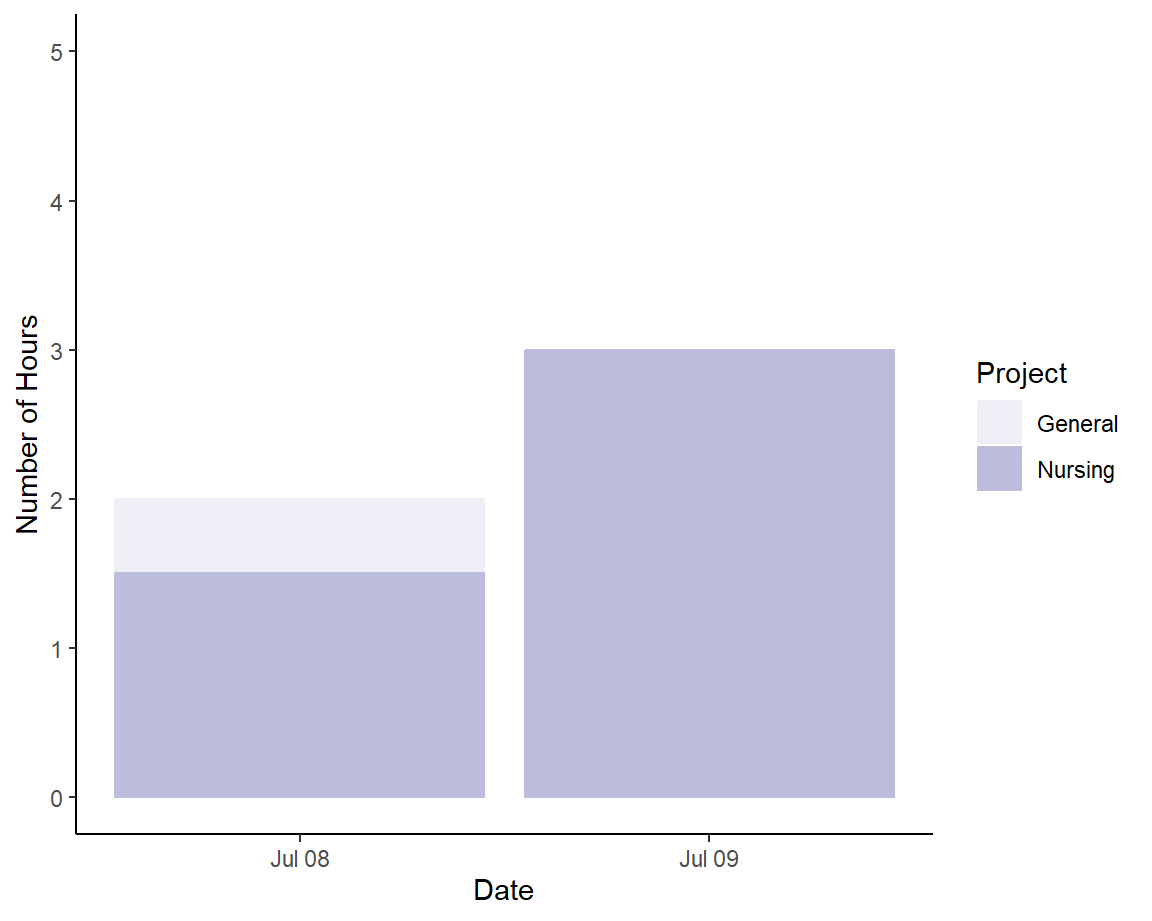 5
4
3
2
1
0
Number of Hours
Jul 08
Jul 09
Date
Project
General
Nursing